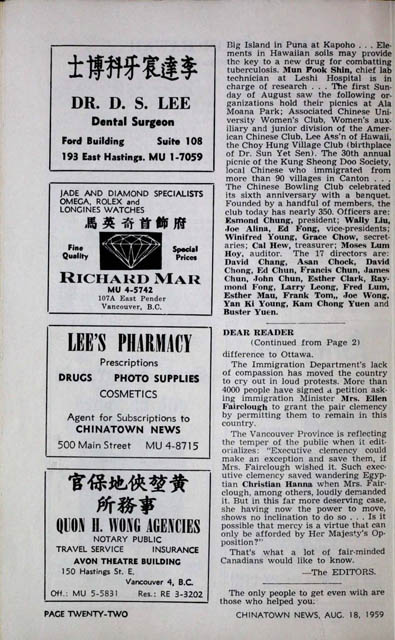 士博科牙宸達李
DR. D. S. LEE
Dental Surgeon
Ford Building Suite 108
193 East Hastings. MU 1-7059
JADE AND DIAMOND SPECIALISTS
OMEGA, ROLEX and
LONGINES WATCHES
馬英奇首飾府
Fine Quality
Special Prices
RICHARD MAR
MU 4-5742
107A East Pender
Vancouver, B.C.
LEE'S PHARMACY
Prescriptions
DRUGS PHOTO SUPPLIES
COSMETICS
Agent for Subscriptions to
CHINATOWN NEWS
500 Main Street MU 4-8715
官保地俠堃黄
所務事
QUON H. WONG AGENCIES
NOTARY PUBLIC
TRAVEL SERVICE INSURANCE
AVON THEATRE BUILDING
150 Hastings St. E.
Vancouver 4, B.C.
Off.: MU 5-5831 Res.: RE 3-3202
Big Island in Puna at Kapoho . . . Ele-
ments in Hawaiian soils may provide
the key to a new drug for combatting
tuberculosis. Mun Fook Shin, chief lab
technician at Leshi Hospital is in
charge of research . . . The first Sun-
day of August saw the following or-
ganizations hold their picnics at Ala
Moana Park; Associated Chinese Uni-
versity Women's Club, Women's aux-
iliary and junior division of the Amer-
ican Chinese Club, Lee Ass'n of Hawaii,
the Choy Hung Village Club (birthplace
of Dr. Sun Yet Sen). The 30th annual
picnic of the Kung Sheong Doo Society,
local Chinese who immigrated from
more than 90 villages in Canton . . .
The Chinese Bowling Club celebrated
its sixth anniversary with a banquet.
Founded by a handful of members, the
club today has nearly 350. Officers are:
Esmond Chung, president; Wally Liu,
Joe Alina, Ed Fong, vice-presidents;
Winifred Young, Grace Chow, secret-
aries; Cal Hew, treasurer; Moses Lum
Hoy, auditor. The 17 directors are:
David Chang, Asan Chock, David
Chong, Ed Chun, Francis Chun, James
Chun, John Chun, Esther Clark, Ray-
mond Fong, Larry Leong, Fred Lum,
Esther Mau, Frank Tom,, Joe Wong,
Yan Ki Young, Kam Chong Yuen and
Buster Yuen.
DEAR READER
(Continued from Page 2)
difference to Ottawa.
The Immigration Department's lack
of compassion has moved the country
to cry out in loud protests. More than
4000 people have signed a petition ask-
ing immigration Minister Mrs. Ellen
Fairclough to grant the pair clemency
by permitting them to remain in this
country.
The Vancouver Province is reflecting
the temper of the public when it edit-
orializes: "Executive clemency could
make an exception and save them, if
Mrs. Fairclough wished it. Such exec-
utive clemency saved wandering Egyp-
tian Christian Hanna when Mrs. Fair-
clough, among others, loudly demanded
it. But in this far more deserving case,
she having now the power to move,
shows no inclination to do so . . . Is it
possible that mercy is a virtue that can
only be afforded by Her Majesty's Op-
position?"
That's what a lot of fair-minded
Canadians would like to know.
—The EDITORS.
The only people to get even with are
those who helped you.
PAGE TWENTY-TWO
CHINATOWN NEWS, AUG. 18, 1959